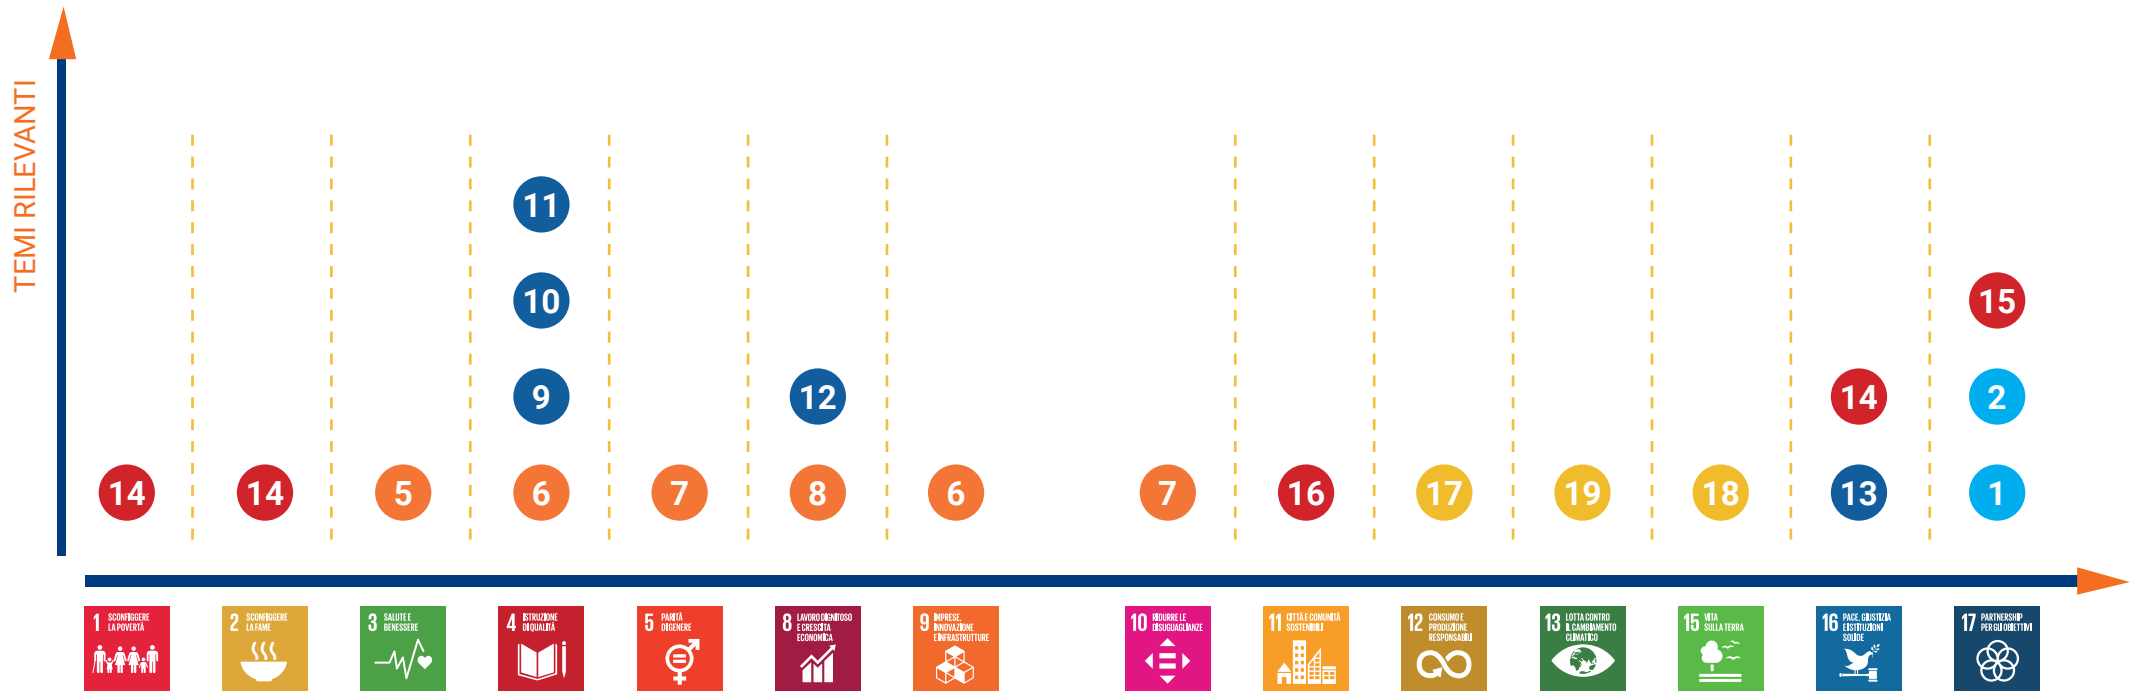 TEMI RILEVANTI
11
10
15
9
12
14
2
14
14
5
6
7
8
6
7
16
17
19
18
13
1
1 SCONFIGGERE
LA POVERTÀ
2 SCONFIGGERE
LA FAME
3 SALUTE E
BENESSERE
4 ISTRUZIONE
DI QUALITÀ
5 PARITÀ
DI GENERE
8 LAVORO DIGNITOSO
E CRESCITA
ECONOMICA
9 IMPRESE,
INNOVAZIONE
E INFRASTRUTTURE
10 RIDURRE LE
DISUGUAGLIANZE
11 CITTÀ E COMUNITÀ
SOSTENIBILI
12 CONSUMO E
PRODUZIONE
RESPONSABILI
13 LOTTA CONTRO
IL CAMBIAMENTO
CLIMATICO
15 VITA
SULLA TERRA
16 PACE, GIUSTIZIA
E ISTITUZIONI
SOLIDE
17 PARTNERSHIP
PER GLI OBIETTIVI